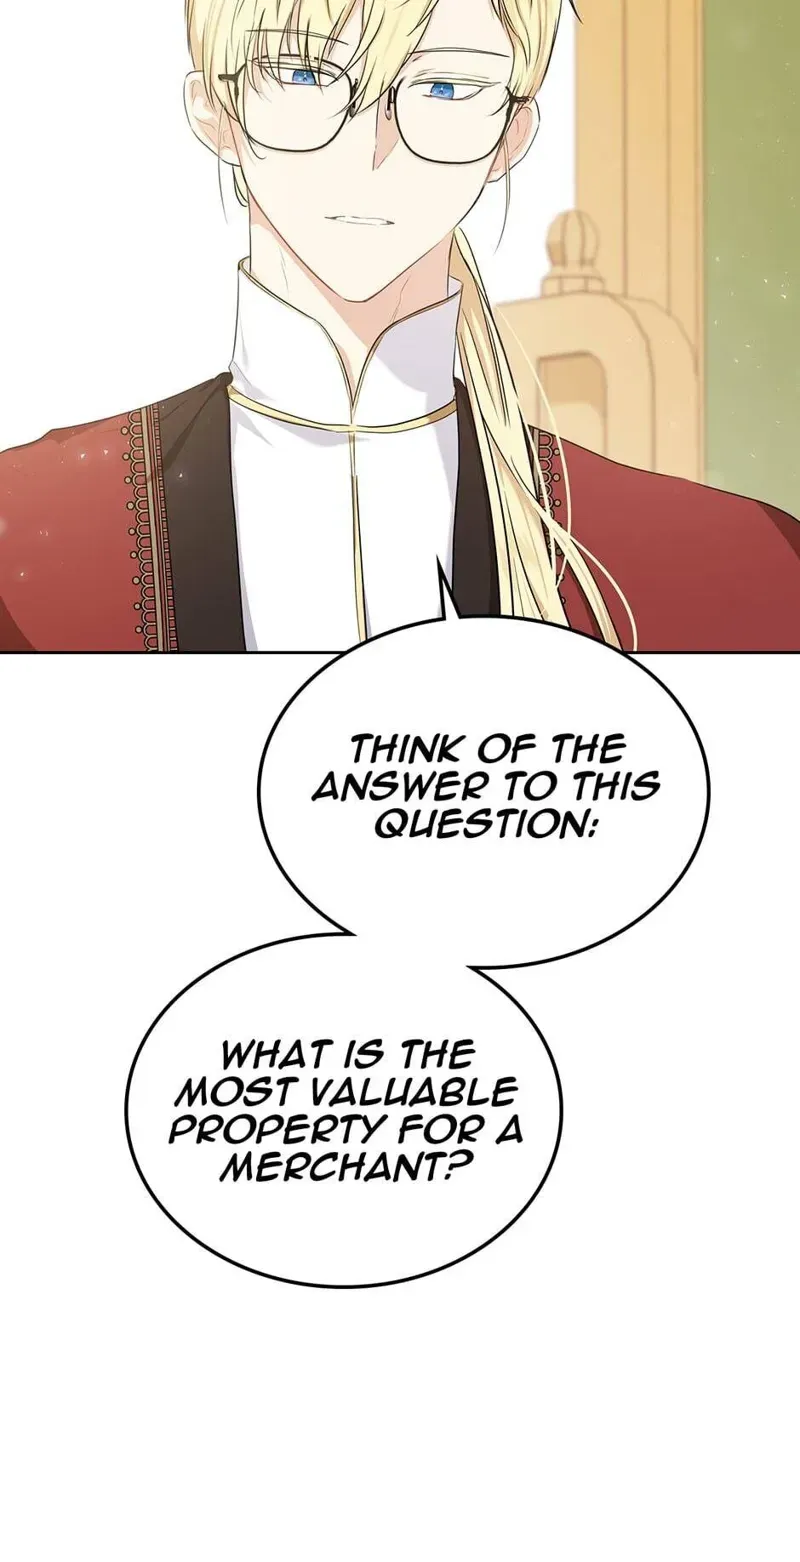 THINK OF THE
ANSWER TO THIS
QUESTION:
WHAT IS THE
MOST VALUABLE
PROPERTY FOR A
MERCHANT?